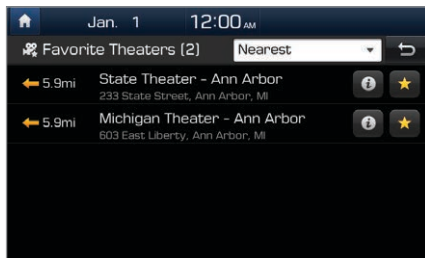 Jan. 1 12:00 AM
Favorite Theaters (2) Nearest
5.9mi State Theater - Ann Arbor
233 State Street, Ann Arbor, MI
5.9mi Michigan Theater - Ann Arbor
603 East Liberty, Ann Arbor, MI